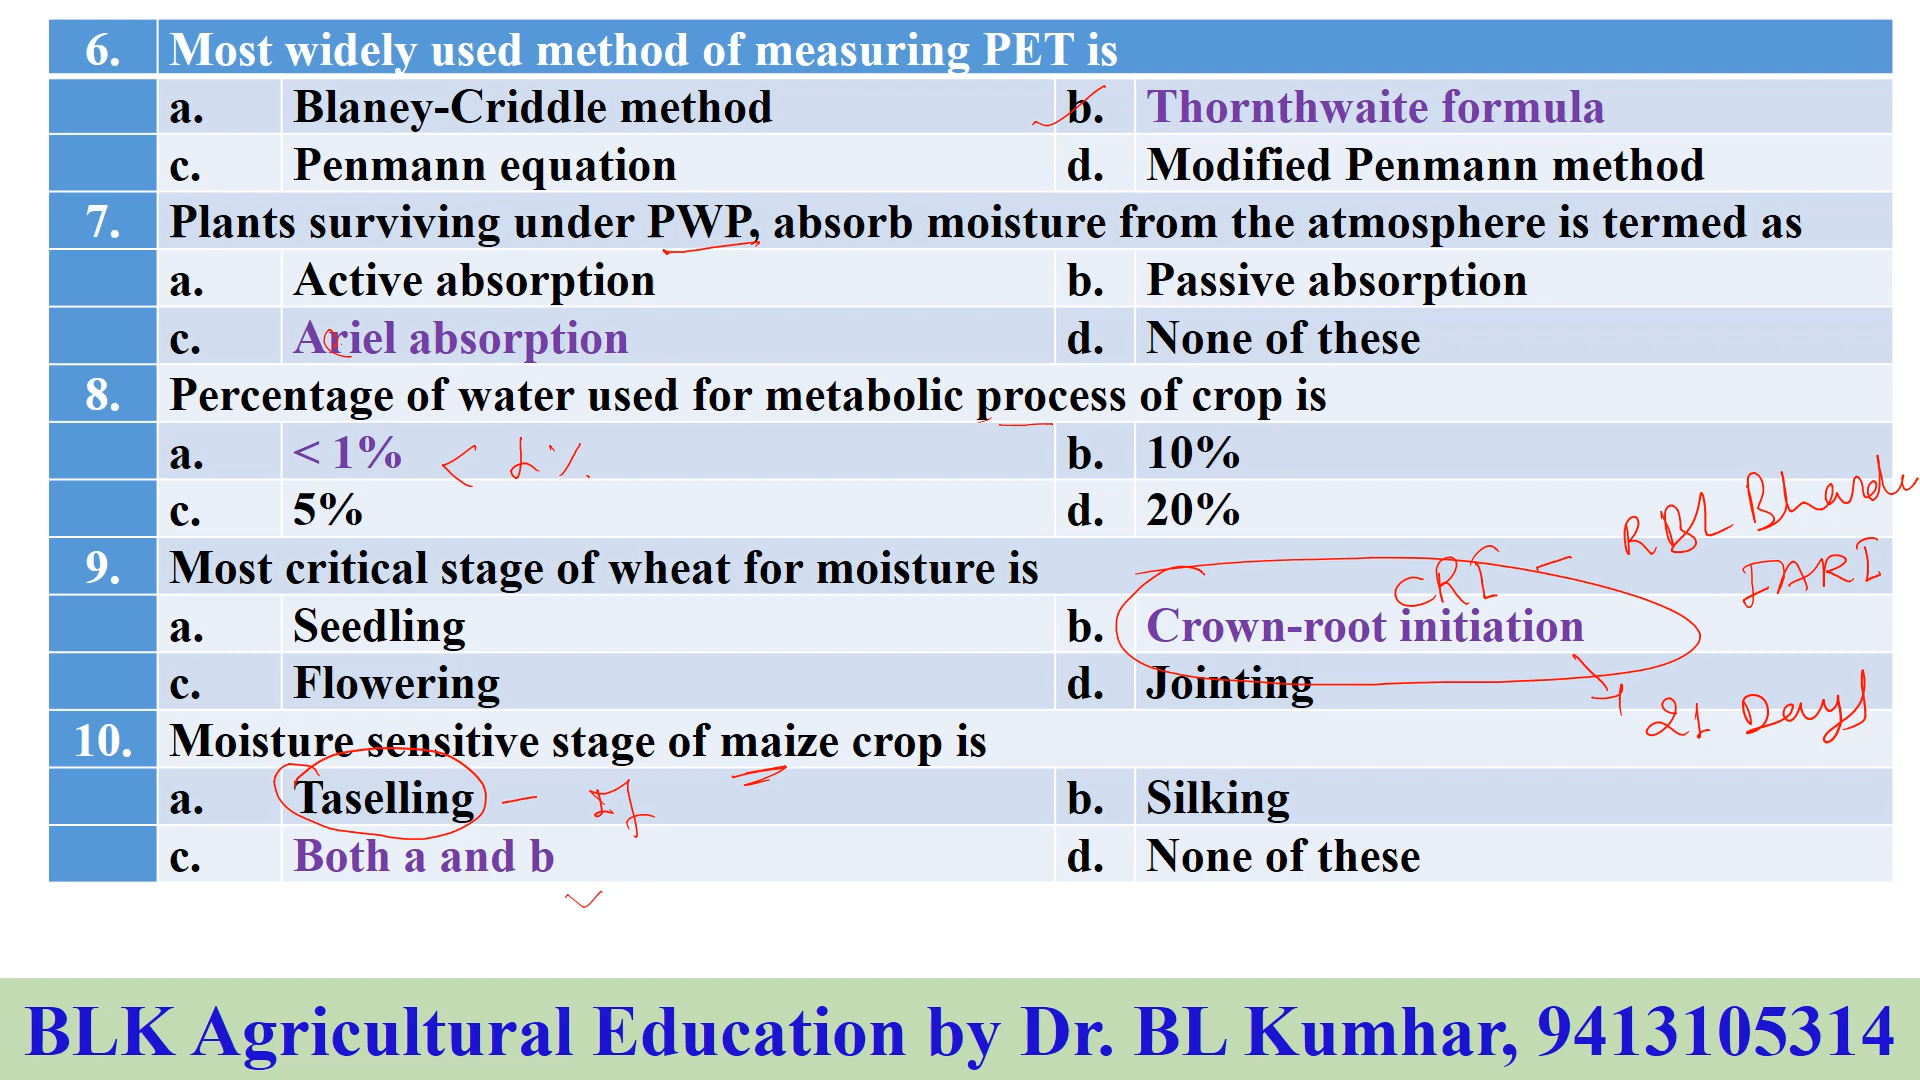 6. Most widely used method of measuring PET is
a. Blaney-Criddle method b. Thornthwaite formula
c. Penmann equation d. Modified Penmann method
7. Plants surviving under PWP, absorb moisture from the atmosphere is termed as
a. Active absorption b. Passive absorption
c. Ariel absorption d. None of these
8. Percentage of water used for metabolic process of crop is
a. < 1% < 1% b. 10%
c. 5% d. 20%
RBL Bhardw
9. Most critical stage of wheat for moisture is CRI - IARI
a. Seedling b. Crown-root initiation
c. Flowering d. Jointing
21 Days
10. Moisture sensitive stage of maize crop is
a. Taselling - b. Silking
c. Both a and b d. None of these
BLK Agricultural Education by Dr. BL Kumhar, 9413105314